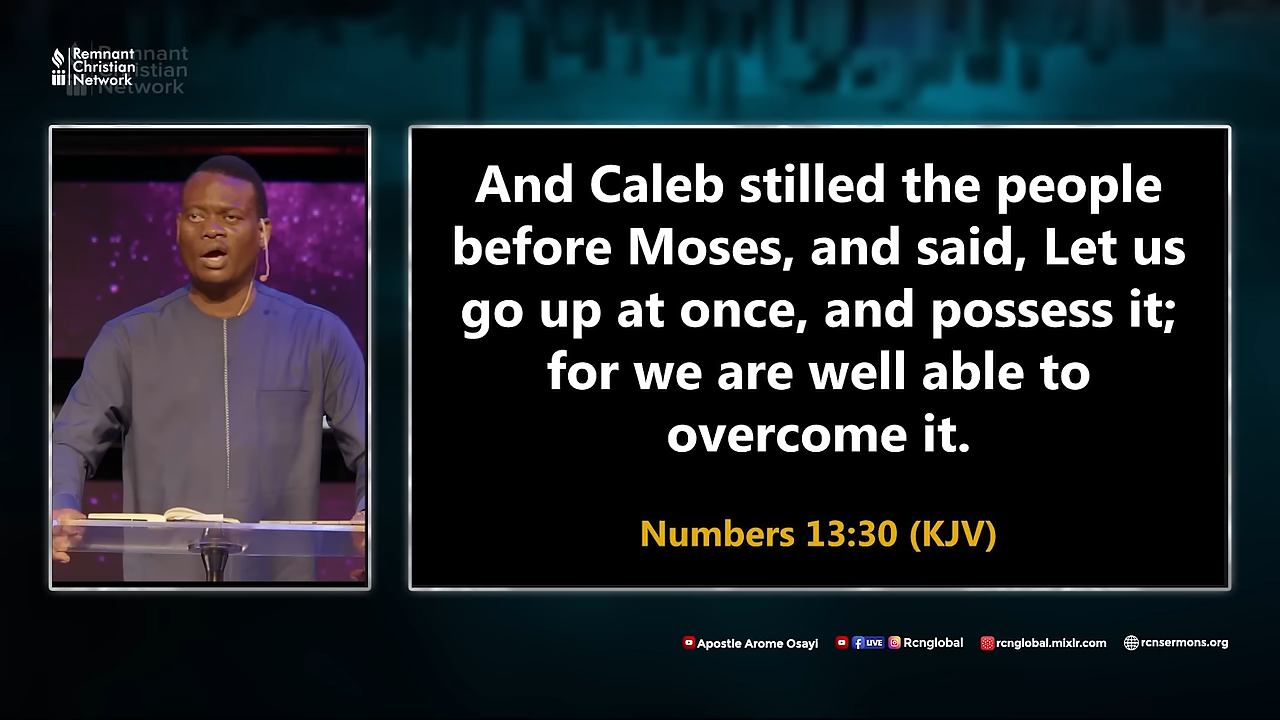 Remnant
Christian
Network
And Caleb stilled the people
before Moses, and said, Let us
go up at once, and possess it;
for we are well able to
overcome it.
Numbers 13:30 (KJV)
Apostle Arome Osayi
LIVE
Rcnglobal
rcnglobal.mixlr.com
rcnsermons.org